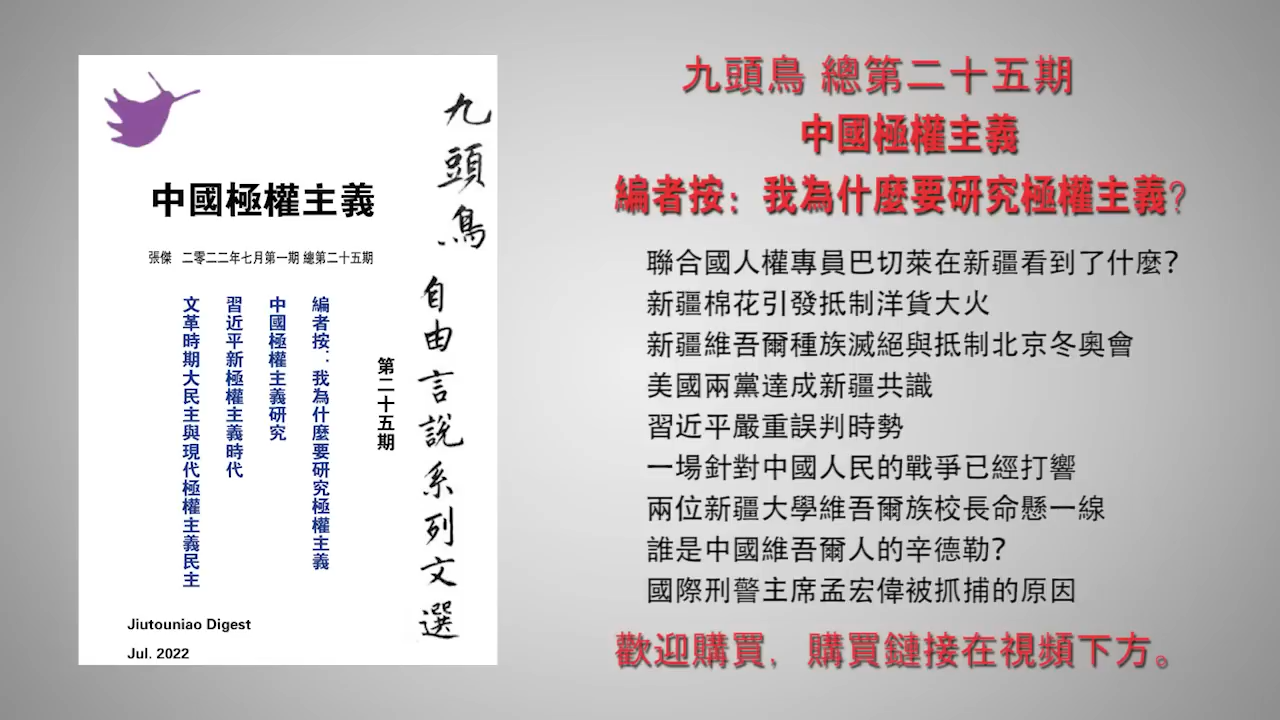 九頭鳥 自由言說系列文選
第二十五期
中國極權主義
張傑 二零二二年七月第一期 總第二十五期
編者按：我為什麼要研究極權主義
中國極權主義研究
習近平新極權主義時代
文革時期大民主與現代極權主義民主
Jiutouniao Digest
Jul. 2022
九頭鳥 總第二十五期
中國極權主義
編者按：我為什麼要研究極權主義?
聯合國人權專員巴切萊在新疆看到了什麼?
新疆棉花引發抵制洋貨大火
新疆維吾爾種族滅絕與抵制北京冬奧會
美國兩黨達成新疆共識
習近平嚴重誤判時勢
一場針對中國人民的戰爭已經打響
兩位新疆大學維吾爾族校長命懸一線
誰是中國維吾爾人的辛德勒?
國際刑警主席孟宏偉被抓捕的原因
歡迎購買，購買鏈接在視頻下方。